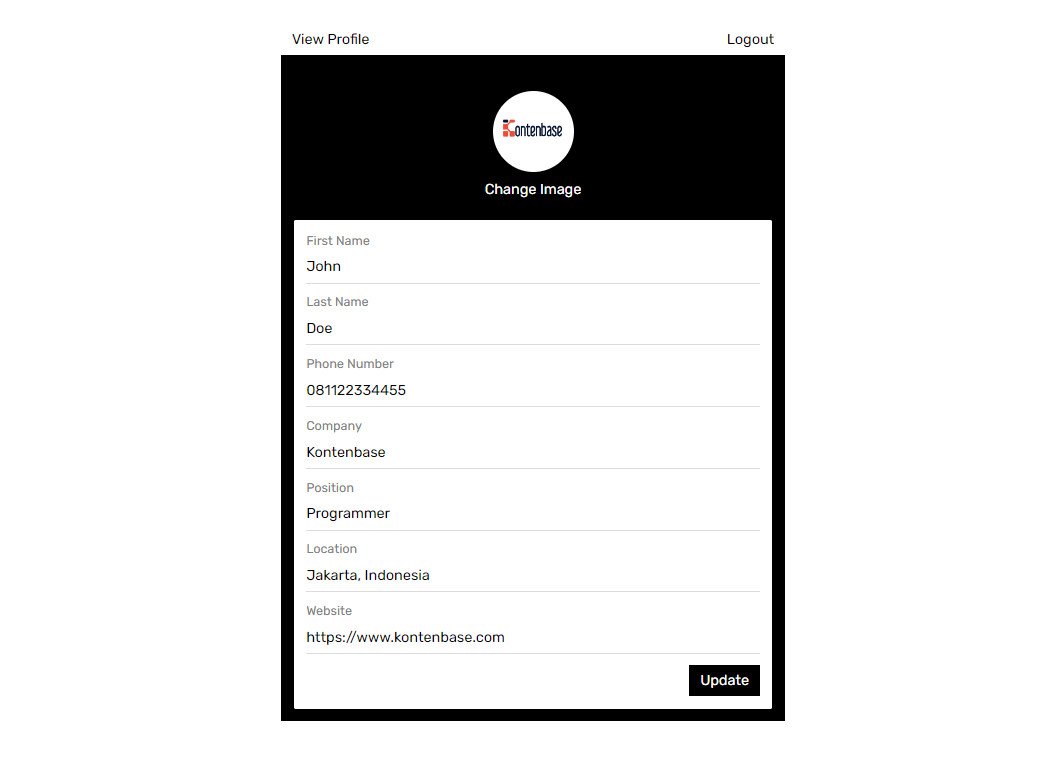 View Profile Logout
Kontenbase
Change Image
First Name
John
Last Name
Doe
Phone Number
081122334455
Company
Kontenbase
Position
Programmer
Location
Jakarta, Indonesia
Website
https://www.kontenbase.com
Update